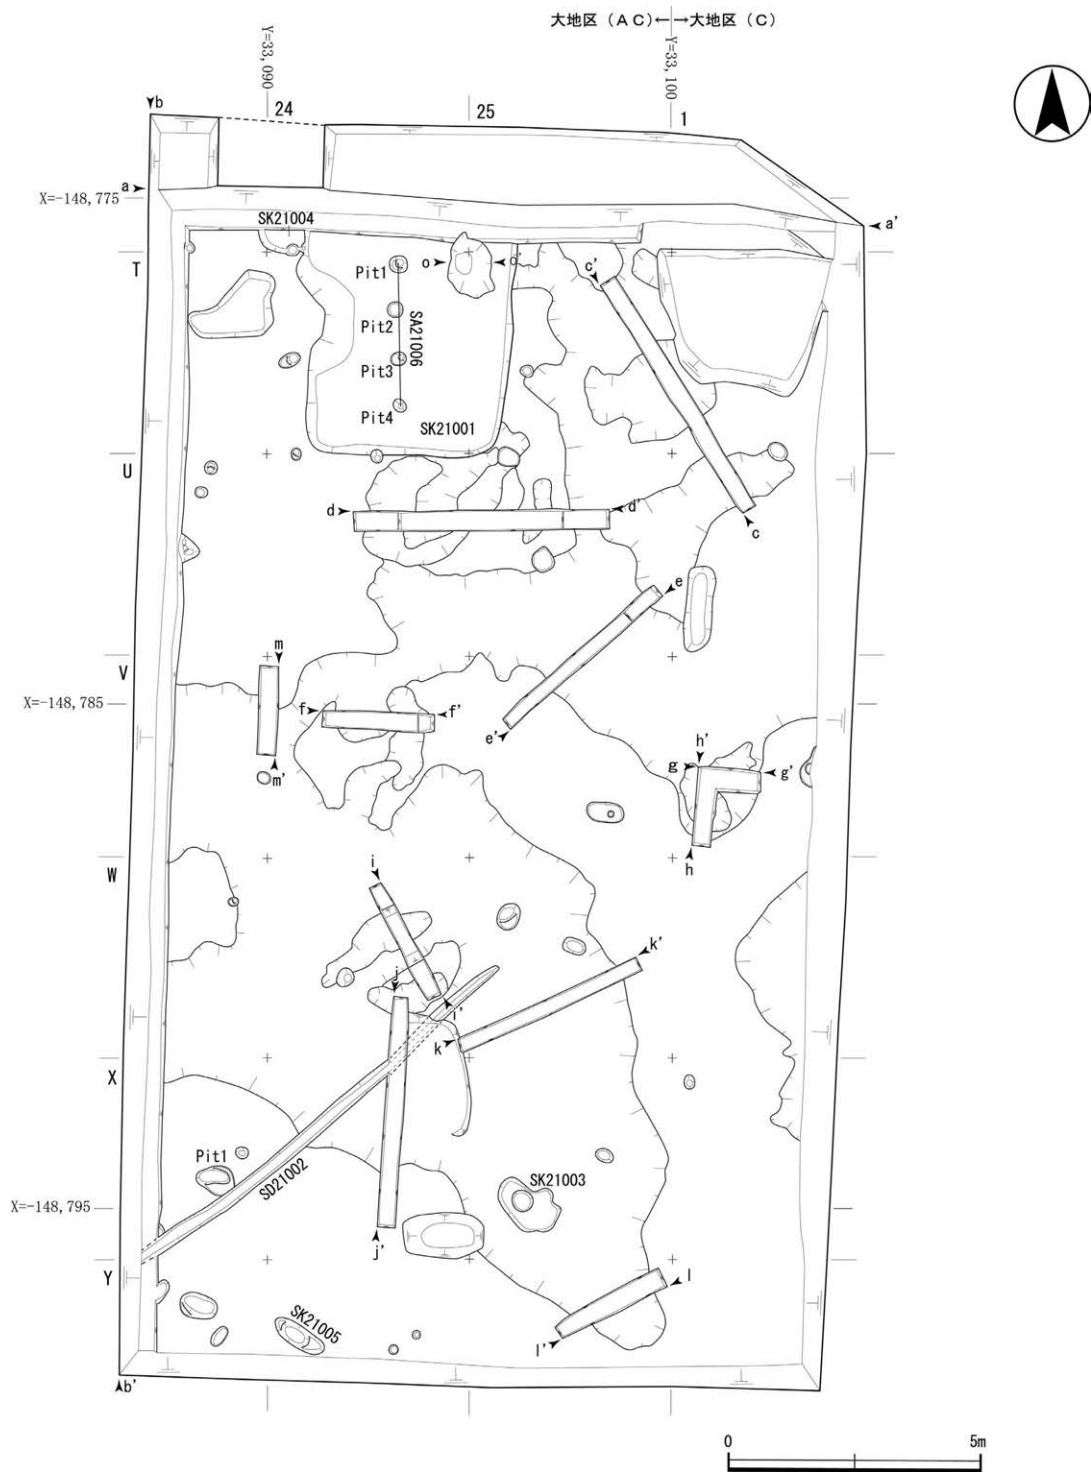 大地区（ＡＣ）←→大地区（Ｃ）
Y=33,090
Y=33,100
b
24
25
1
a
a'
X=-148,775
SK21004
T
Pit1
o
o'
c'
Pit2
SA21006
Pit3
Pit4
SK21001
U
d
d'
c
e
m
V
f
f'
X=-148,785
e'
h'
g
g'
m'
h
W
i
k'
j
i'
k
X
Pit1
SD21002
SK21003
X=-148,795
j'
Y
l
SK21005
l'
b'
0
5m